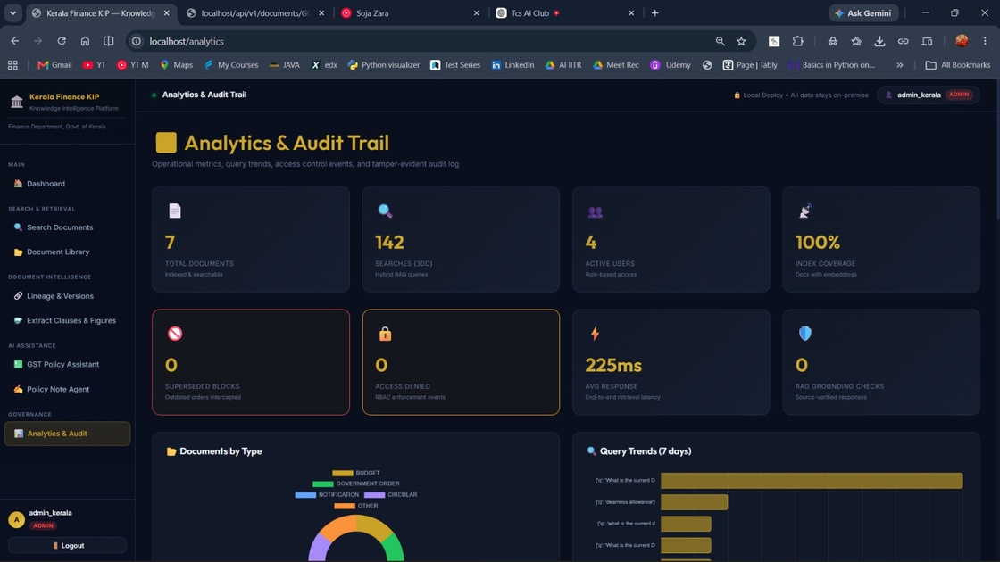 Kerala Finance KIP — Knowledg
localhost/api/v1/documents/G
Soja Zara
Tcs AI Club
Ask Gemini
localhost/analytics
Gmail
YT
YT M
Maps
My Courses
JAVA
edx
Python visualizer
Test Series
LinkedIn
AI IITR
Meet Rec
Udemy
Page | Tably
Basics in Python on...
All Bookmarks
Kerala Finance KIP
Knowledge Intelligence Platform
Finance Department, Govt. of Kerala
Analytics & Audit Trail
Local Deploy • All data stays on-premise
admin_kerala
ADMIN
MAIN
Dashboard
SEARCH & RETRIEVAL
Search Documents
Document Library
DOCUMENT INTELLIGENCE
Lineage & Versions
Extract Clauses & Figures
AI ASSISTANCE
GST Policy Assistant
Policy Note Agent
GOVERNANCE
Analytics & Audit
A
admin_kerala
ADMIN
Logout
Analytics & Audit Trail
Operational metrics, query trends, access control events, and tamper-evident audit log
7
TOTAL DOCUMENTS
Indexed & searchable
142
SEARCHES (30D)
Hybrid RAG queries
4
ACTIVE USERS
Role-based access
100%
INDEX COVERAGE
Docs with embeddings
0
SUPERSEDED BLOCKS
Outdated orders intercepted
0
ACCESS DENIED
RBAC enforcement events
225ms
AVG RESPONSE
End-to-end retrieval latency
0
RAG GROUNDING CHECKS
Source-verified responses
Documents by Type
BUDGET
GOVERNMENT ORDER
NOTIFICATION
CIRCULAR
OTHER
Query Trends (7 days)
{'q': 'What is the current D
{'q': 'dearness allowance'}
{'q': 'what is the current d
{'q': 'What is the current D